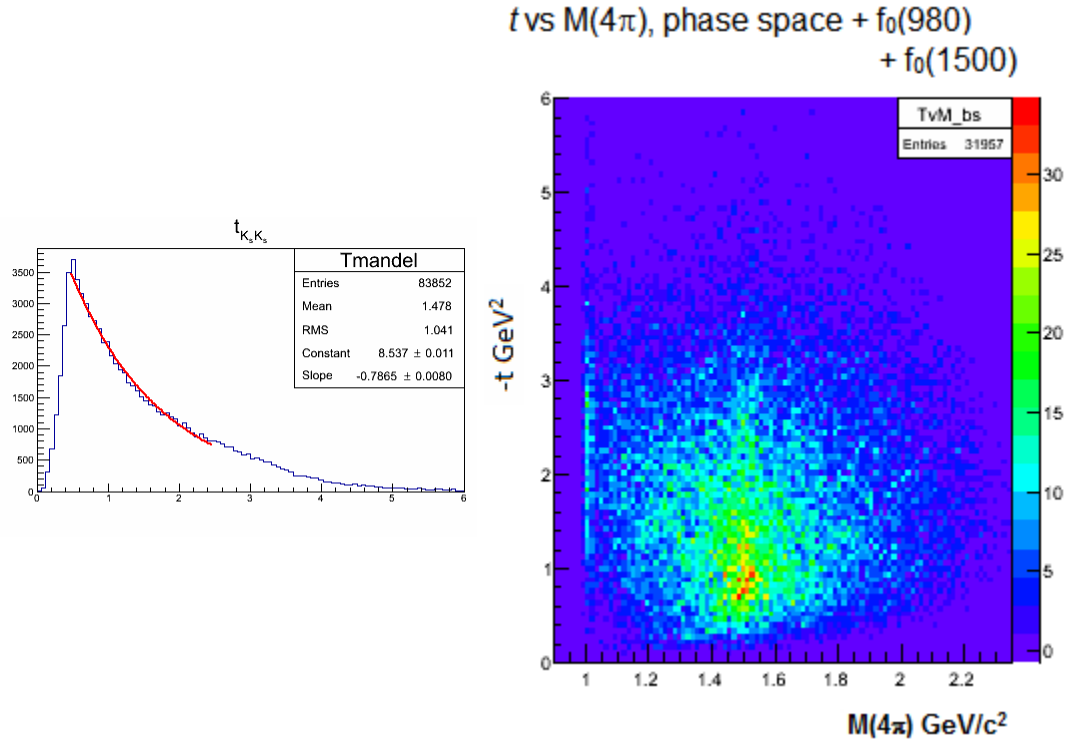 t vs M(4π), phase space + f₀(980)
+ f₀(1500)
t_{K_sK_s}
Tmandel
Entries 83852
Mean 1.478
RMS 1.041
Constant 8.537 ± 0.011
Slope -0.7865 ± 0.0080
3500
3000
2500
2000
1500
1000
500
0
0 1 2 3 4 5 6
TvM_bs
Entries 31957
-t GeV²
6
5
4
3
2
1
0
1 1.2 1.4 1.6 1.8 2 2.2
30
25
20
15
10
5
0
M(4π) GeV/c²